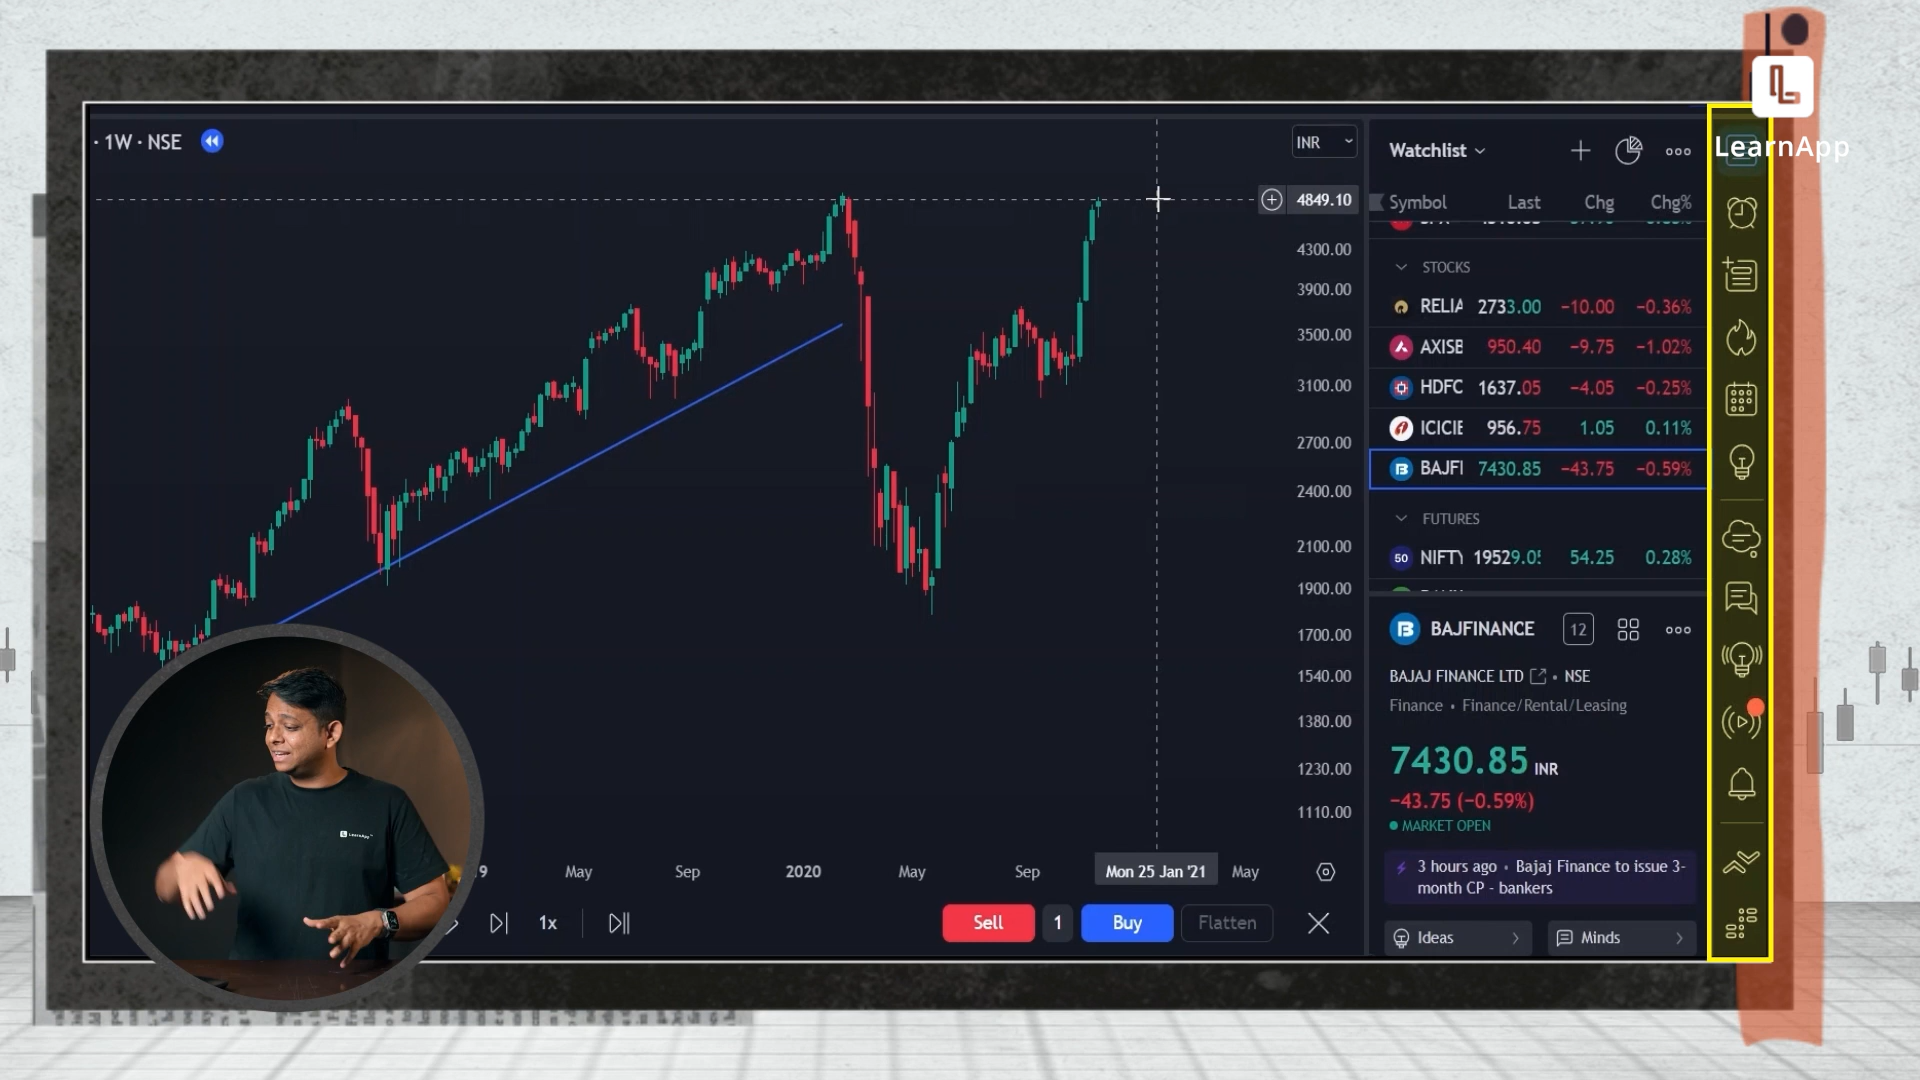 LearnApp
· 1W · NSE
INR
4849.10
4300.00
3900.00
3500.00
3100.00
2700.00
2400.00
2100.00
1900.00
1700.00
1540.00
1380.00
1230.00
1110.00
9 May Sep 2020 May Sep Mon 25 Jan '21 May
1x
Sell 1 Buy Flatten
Watchlist
Symbol Last Chg Chg%
STOCKS
RELIA 2733.00 −10.00 −0.36%
AXISB 950.40 −9.75 −1.02%
HDFC 1637.05 −4.05 −0.25%
ICICIE 956.75 1.05 0.11%
BAJFI 7430.85 −43.75 −0.59%
FUTURES
50 NIFTY 19529.05 54.25 0.28%
BAJFINANCE 12
BAJAJ FINANCE LTD • NSE
Finance • Finance/Rental/Leasing
7430.85 INR
−43.75 (−0.59%)
MARKET OPEN
3 hours ago • Bajaj Finance to issue 3-
month CP - bankers
Ideas Minds
LearnApp